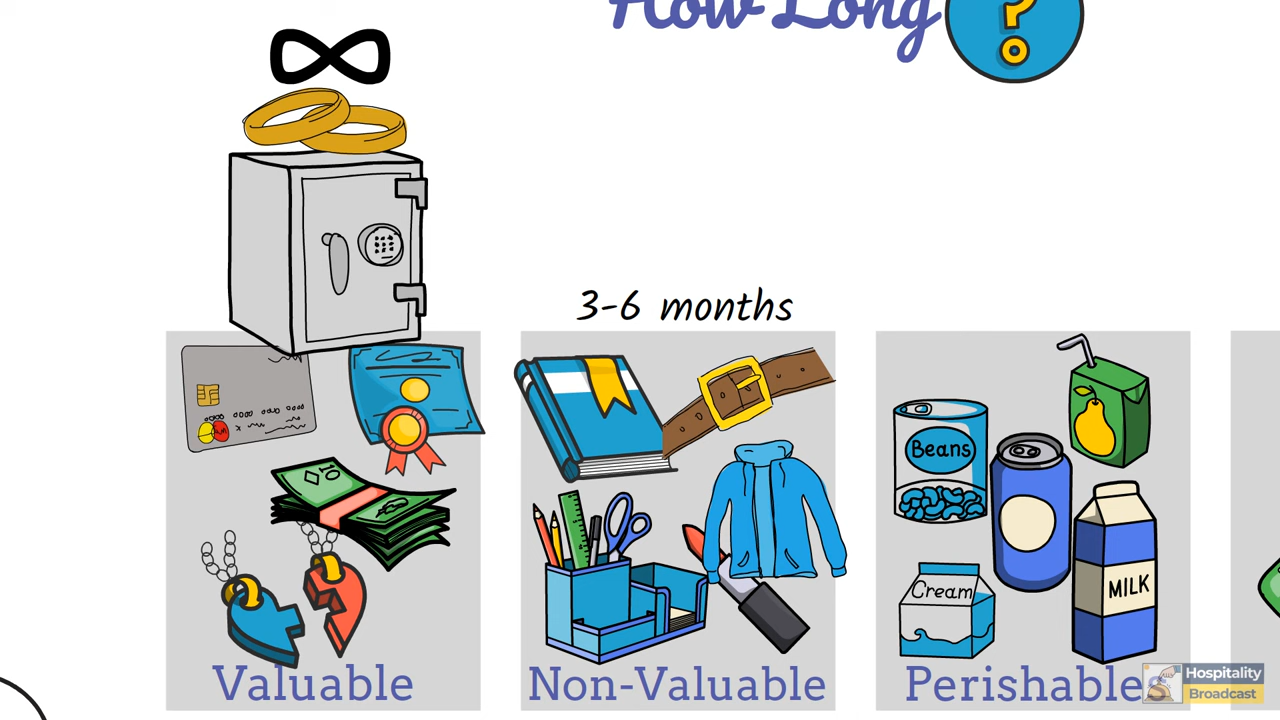 How Long
?
3-6 months
Beans
Cream
MILK
Valuable
Non-Valuable
Perishable
Hospitality
Broadcast